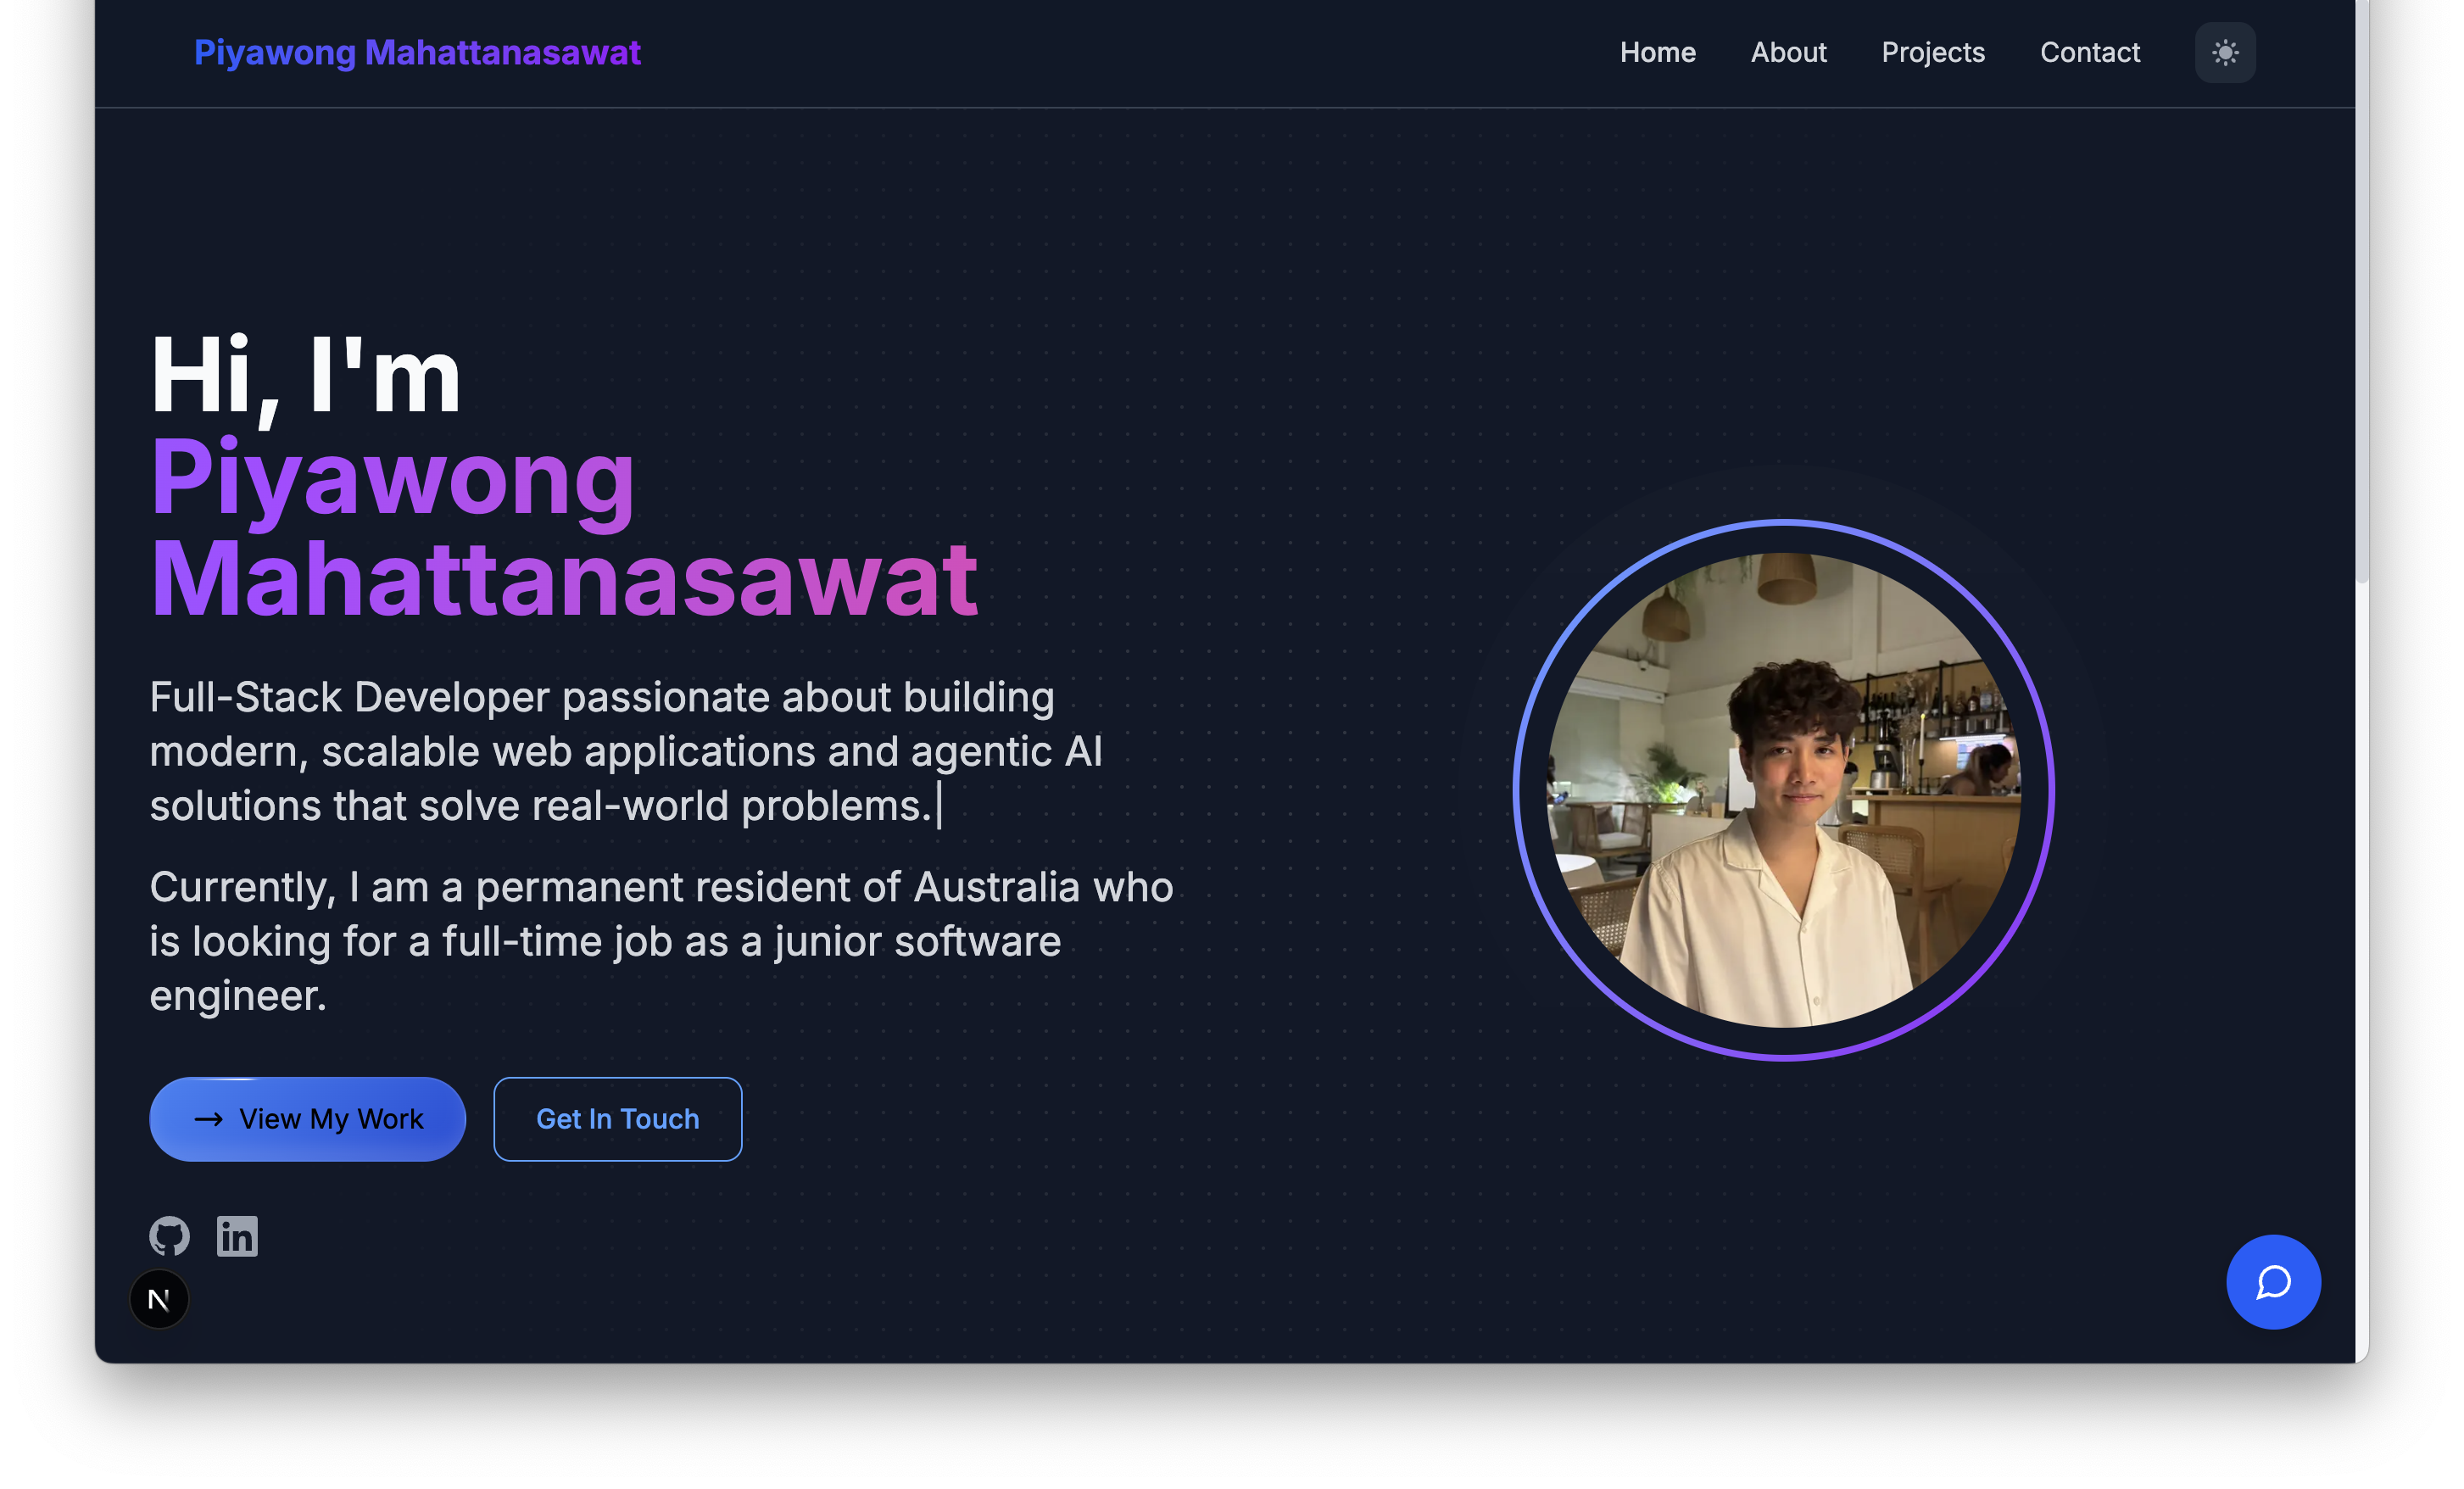 Piyawong Mahattanasawat
Home About Projects Contact
Hi, I'm
Piyawong
Mahattanasawat
Full-Stack Developer passionate about building
modern, scalable web applications and agentic AI
solutions that solve real-world problems.|
Currently, I am a permanent resident of Australia who
is looking for a full-time job as a junior software
engineer.
→ View My Work
Get In Touch
in
N